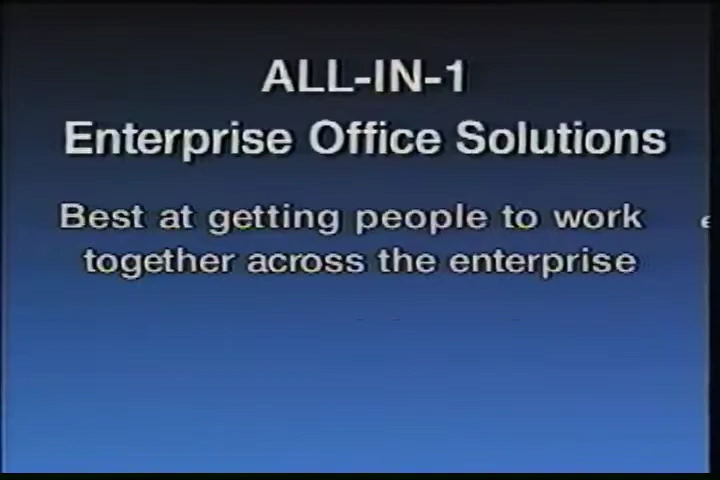 ALL-IN-1
Enterprise Office Solutions
Best at getting people to work
together across the enterprise